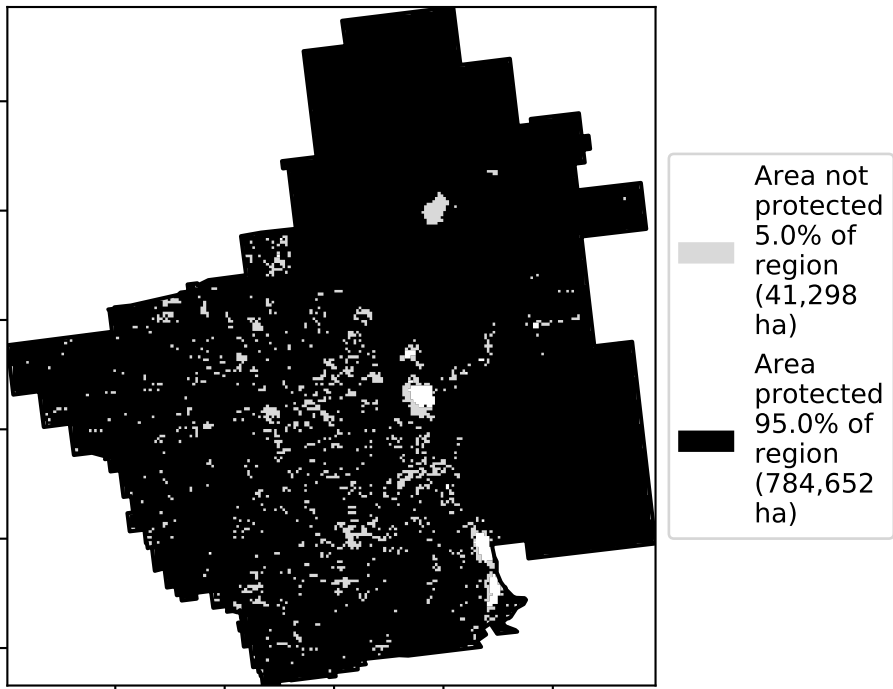 Area not
protected
5.0% of
region
(41,298
ha)
Area
protected
95.0% of
region
(784,652
ha)